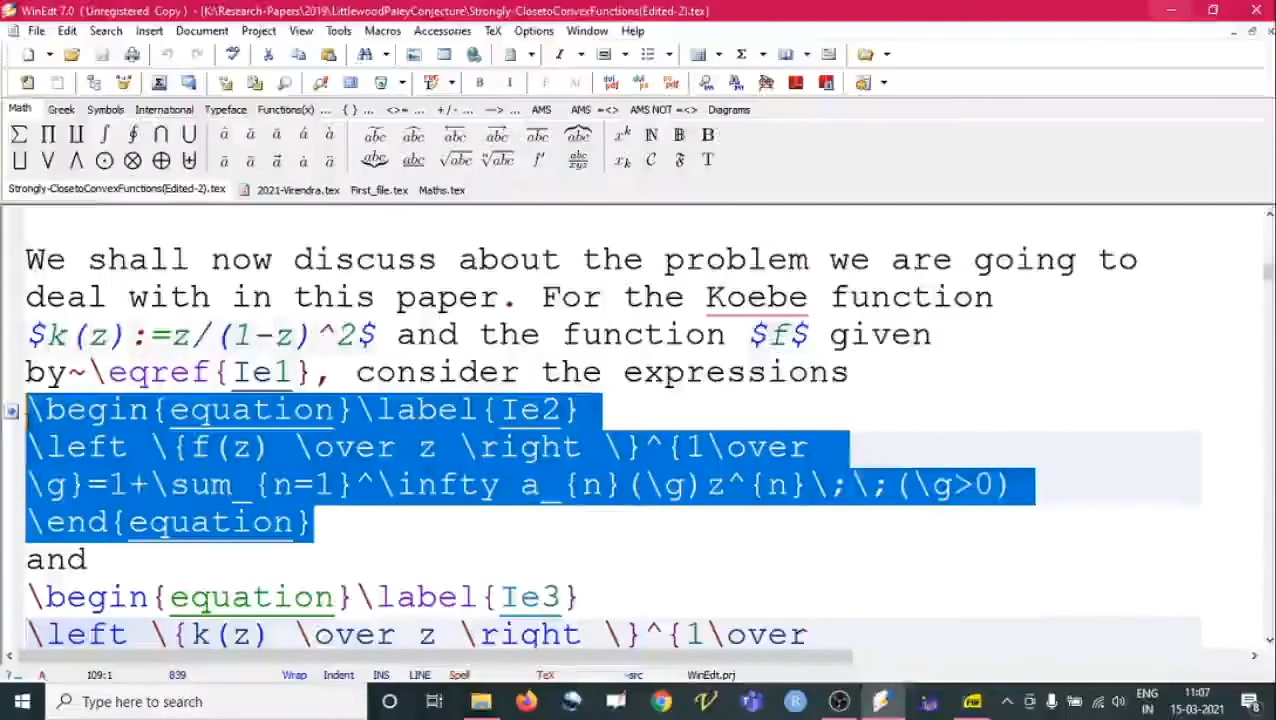 WinEdt 7.0 (Unregistered Copy) - [K:\Research-Papers\2019\LittlewoodPaleyConjecture\Strongly-ClosetoConvexFunctions(Edited-2).tex]
File Edit Search Insert Document Project View Tools Macros Accessories TeX Options Window Help
Math Greek Symbols International Typeface Functions(x) ... { } ... <>= ... +/- ... —> ... AMS AMS =<> AMS NOT =<> Diagrams
Strongly-ClosetoConvexFunctions(Edited-2).tex 2021-Virendra.tex First_file.tex Maths.tex
We shall now discuss about the problem we are going to
deal with in this paper. For the Koebe function
$k(z):=z/(1-z)^2$ and the function $f$ given
by~\eqref{Ie1}, consider the expressions
\begin{equation}\label{Ie2}
\left \{f(z) \over z \right \}^{1\over
\g}=1+\sum_{n=1}^\infty a_{n}(\g)z^{n}\;\;(\g>0)
\end{equation}
and
\begin{equation}\label{Ie3}
\left \{k(z) \over z \right \}^{1\over
A 109:1 839 Wrap Indent INS LINE Spell TeX -src WinEdt.prj
Type here to search
ENG 11:07
IN 15-03-2021